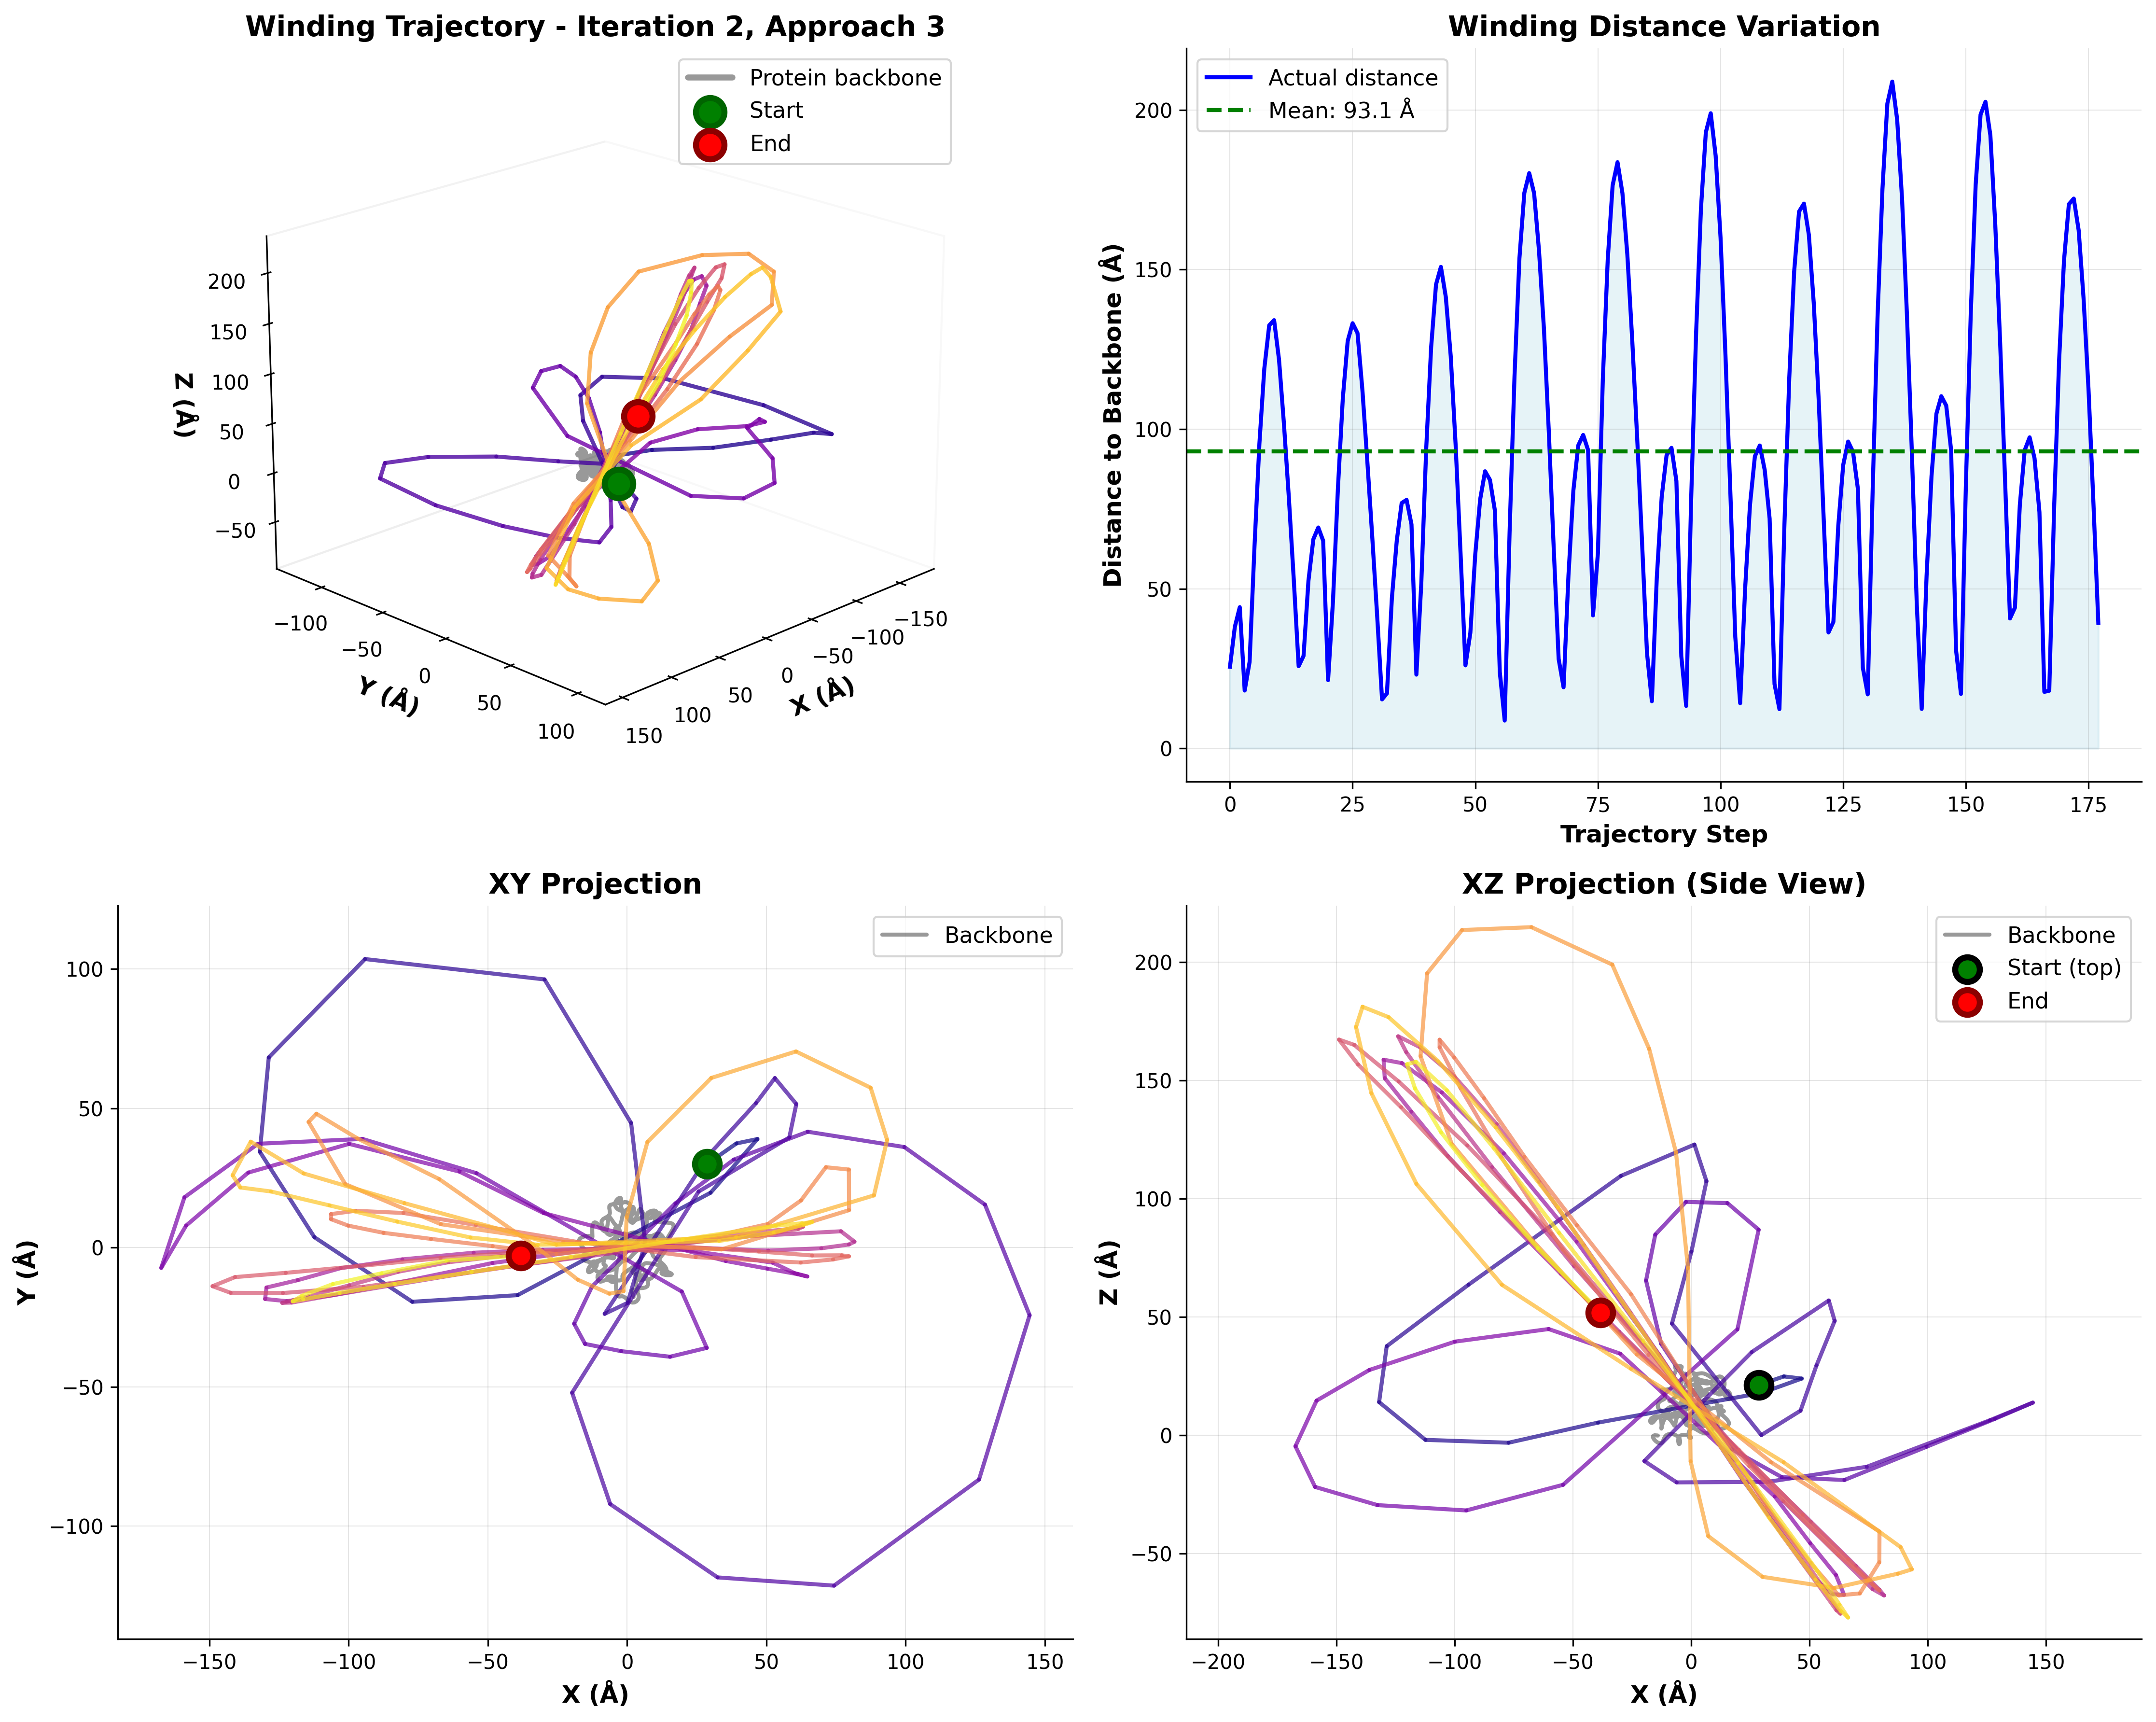 Winding Trajectory - Iteration 2, Approach 3
Protein backbone
Start
End
200
150
100
50
0
−50
Z (Å)
−100
−50
0
50
100
Y (Å)
−150
−100
−50
0
50
100
150
X (Å)
Winding Distance Variation
Actual distance
Mean: 93.1 Å
200
150
100
50
0
Distance to Backbone (Å)
0 25 50 75 100 125 150 175
Trajectory Step
XY Projection
Backbone
100
50
0
−50
−100
Y (Å)
−150 −100 −50 0 50 100 150
X (Å)
XZ Projection (Side View)
Backbone
Start (top)
End
200
150
100
50
0
−50
Z (Å)
−200 −150 −100 −50 0 50 100 150
X (Å)